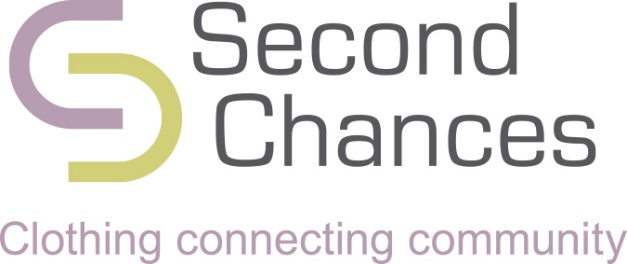 Second
Chances
Clothing connecting community